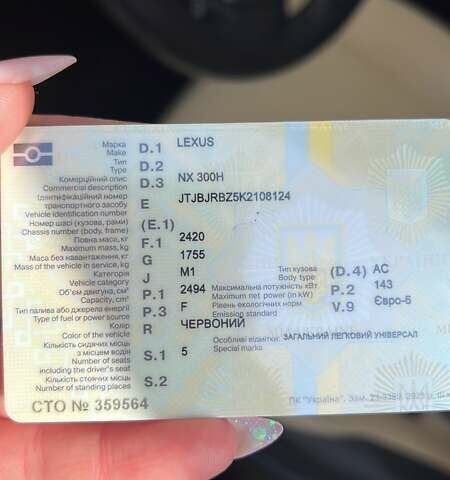 Марка D.1 LEXUS
Make
Тип D.2
Type
Комерційний опис D.3 NX 300H
Commercial description
Ідентифікаційний номер
транспортного засобу E JTJBJRBZ5K2108124
Vehicle identification number
Номер шасі (кузова, рами) (E.1)
Chassis number (body, frame)
Повна маса, кг F.1 2420
Maximum mass, kg
Маса без навантаження, кг G 1755
Mass of the vehicle in service, kg
Категорія J M1 Тип кузова (D.4) AC
Vehicle category Body type
Об'єм двигуна, см³ P.1 2494 Максимальна потужність кВт P.2 143
Capacity, cm³ Maximum net power (in kW)
Тип палива або джерела енергії P.3 F Рівень екологічних норм V.9 Євро-6
Type of fuel or power source Emissing standard
Колір R ЧЕРВОНИЙ
Color of the vehicle
Кількість сидячих місць Особливі відмітки: ЗАГАЛЬНИЙ ЛЕГКОВИЙ УНІВЕРСАЛ
з місцем водія S.1 5 Special marks
Number of seats
including the driver's seat
Кількість стоячих місць S.2
Number of standing places
СТО № 359564
ПК "Україна", Зам.